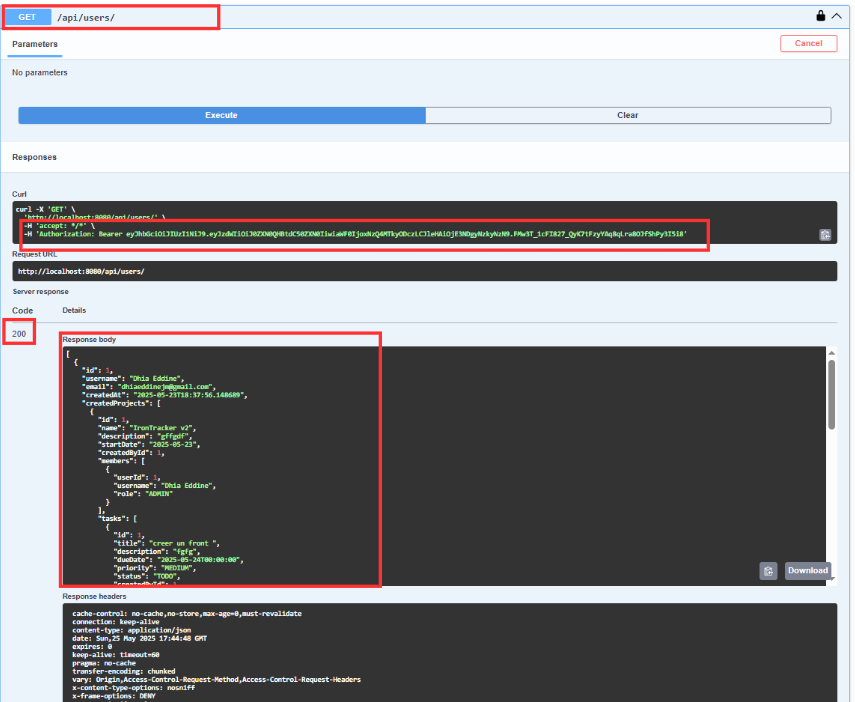 GET /api/users/
Parameters
Cancel
No parameters
Execute
Clear
Responses
Curl
curl -X 'GET' \
'http://localhost:8080/api/users/' \
-H 'accept: */*' \
-H 'Authorization: Bearer
Request URL
http://localhost:8080/api/users/
Server response
Code Details
200
Response body
[
{
"id": 1,
"username": "Dhia Eddine",
"email": "dhiaeddinejm@gmail.com",
"createdAt": "2025-05-23T18:37:56.148689",
"createdProjects": [
{
"id": 1,
"name": "IronTracker v2",
"description": "gffgdf",
"startDate": "2025-05-23",
"createdById": 1,
"members": [
{
"userId": 1,
"username": "Dhia Eddine",
"role": "ADMIN"
}
],
"tasks": [
{
"id": 1,
"title": "creer un front ",
"description": "fgfg",
"dueDate": "2025-05-24T00:00:00",
"priority": "MEDIUM",
"status": "TODO",
"createdById": 1,
Download
Response headers
cache-control: no-cache,no-store,max-age=0,must-revalidate
connection: keep-alive
content-type: application/json
date: Sun,25 May 2025 17:44:48 GMT
expires: 0
keep-alive: timeout=60
pragma: no-cache
transfer-encoding: chunked
vary: Origin,Access-Control-Request-Method,Access-Control-Request-Headers
x-content-type-options: nosniff
x-frame-options: DENY